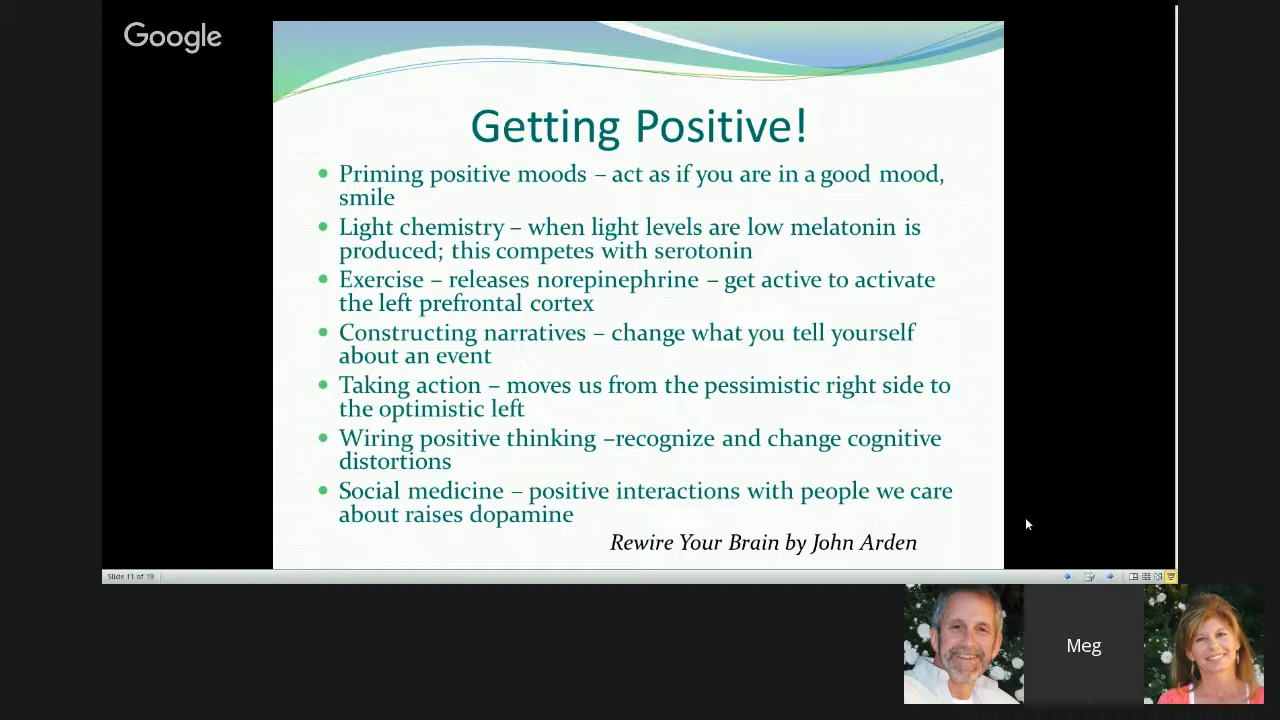 Google
Getting Positive!
Priming positive moods – act as if you are in a good mood,
smile
Light chemistry – when light levels are low melatonin is
produced; this competes with serotonin
Exercise – releases norepinephrine – get active to activate
the left prefrontal cortex
Constructing narratives – change what you tell yourself
about an event
Taking action – moves us from the pessimistic right side to
the optimistic left
Wiring positive thinking –recognize and change cognitive
distortions
Social medicine – positive interactions with people we care
about raises dopamine
Rewire Your Brain by John Arden
Slide 11 of 19
Meg